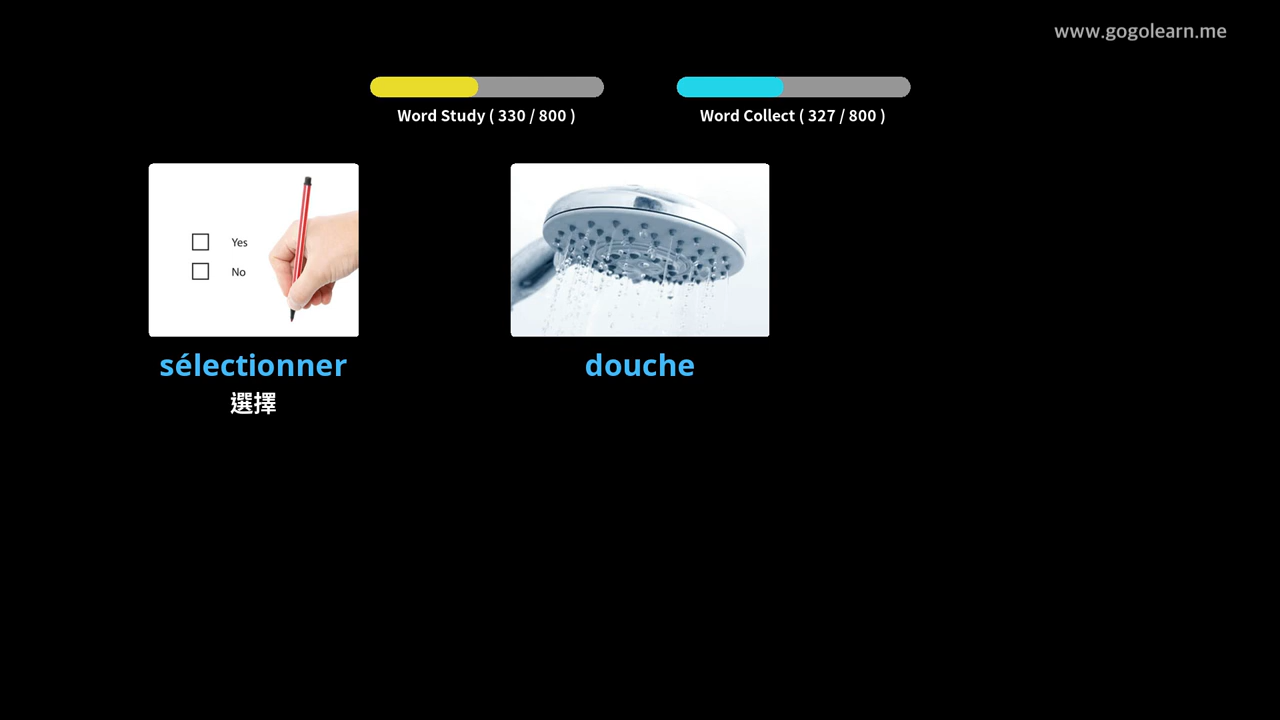 www.gogolearn.me
Word Study ( 330 / 800 )
Word Collect ( 327 / 800 )
Yes
No
sélectionner
選擇
douche